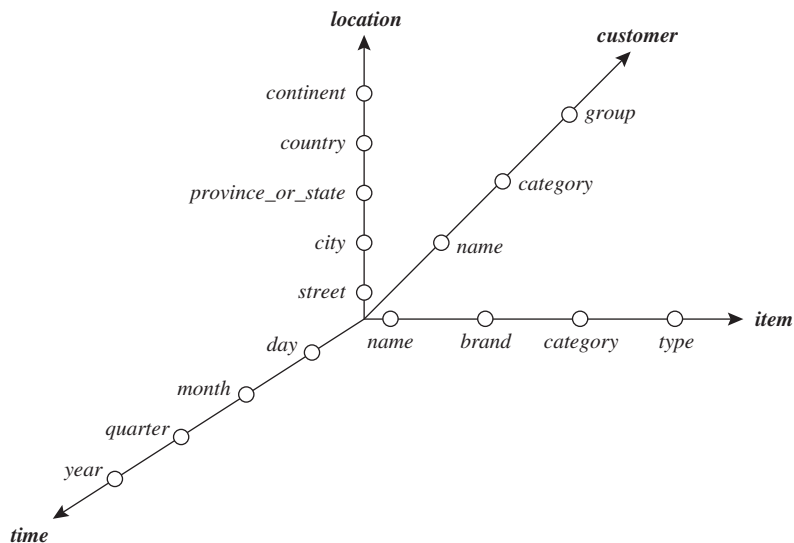 location
customer
continent
group
country
category
province_or_state
city
name
street
item
name brand category type
day
month
quarter
year
time